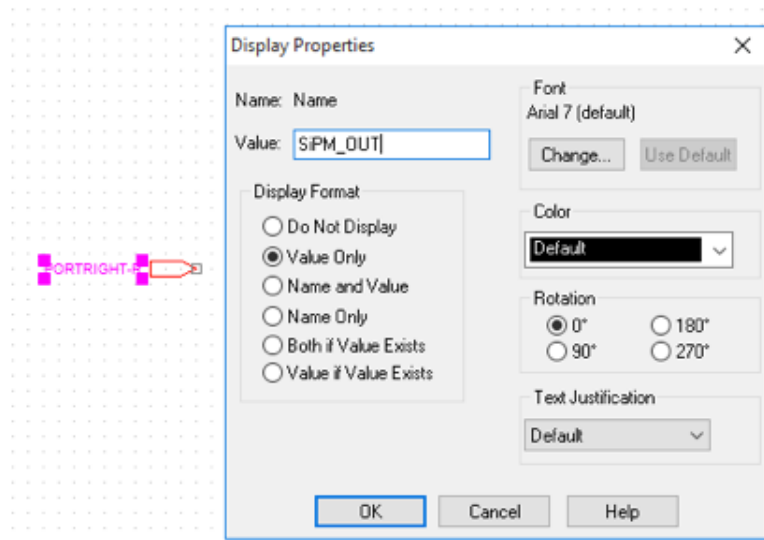 Display Properties
Name: Name
Value: SiPM_OUT
Display Format
Do Not Display
Value Only
Name and Value
Name Only
Both if Value Exists
Value if Value Exists
Font
Arial 7 (default)
Change...
Use Default
Color
Default
Rotation
0°
180°
90°
270°
Text Justification
Default
OK
Cancel
Help